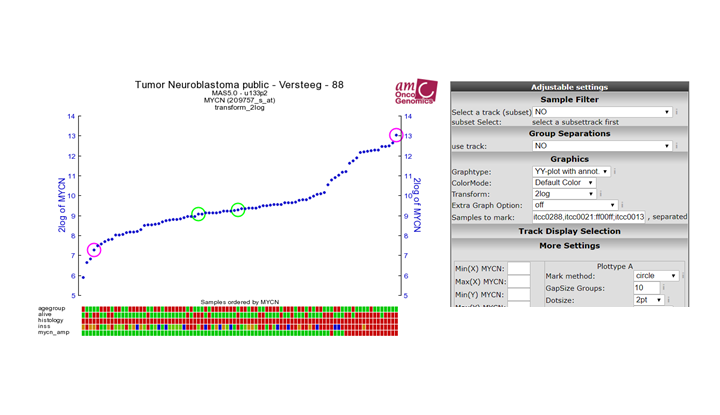 Tumor Neuroblastoma public - Versteeg - 88
MAS5.0 - u133p2
MYCN (209757_s_at)
transform_2log
amc
Onco
Genomics
14
13
12
11
10
9
8
7
6
5
2log of MYCN
14
13
12
11
10
9
8
7
6
5
2log of MYCN
Samples ordered by MYCN
agegroup
alive
histology
inss
mycn_amp
Adjustable settings
Sample Filter
Select a track (subset) NO
subset Select: select a subsettrack first
Group Separations
use track: NO
Graphics
Graphtype: YY-plot with annot.
ColorMode: Default Color
Transform: 2log
Extra Graph Option: off
Samples to mark: itcc0288,itcc0021:ff00ff,itcc0013 , separated
Track Display Selection
More Settings
Min(X) MYCN:
Max(X) MYCN:
Min(Y) MYCN:
Plottype A
Mark method: circle
GapSize Groups: 10
Dotsize: 2pt